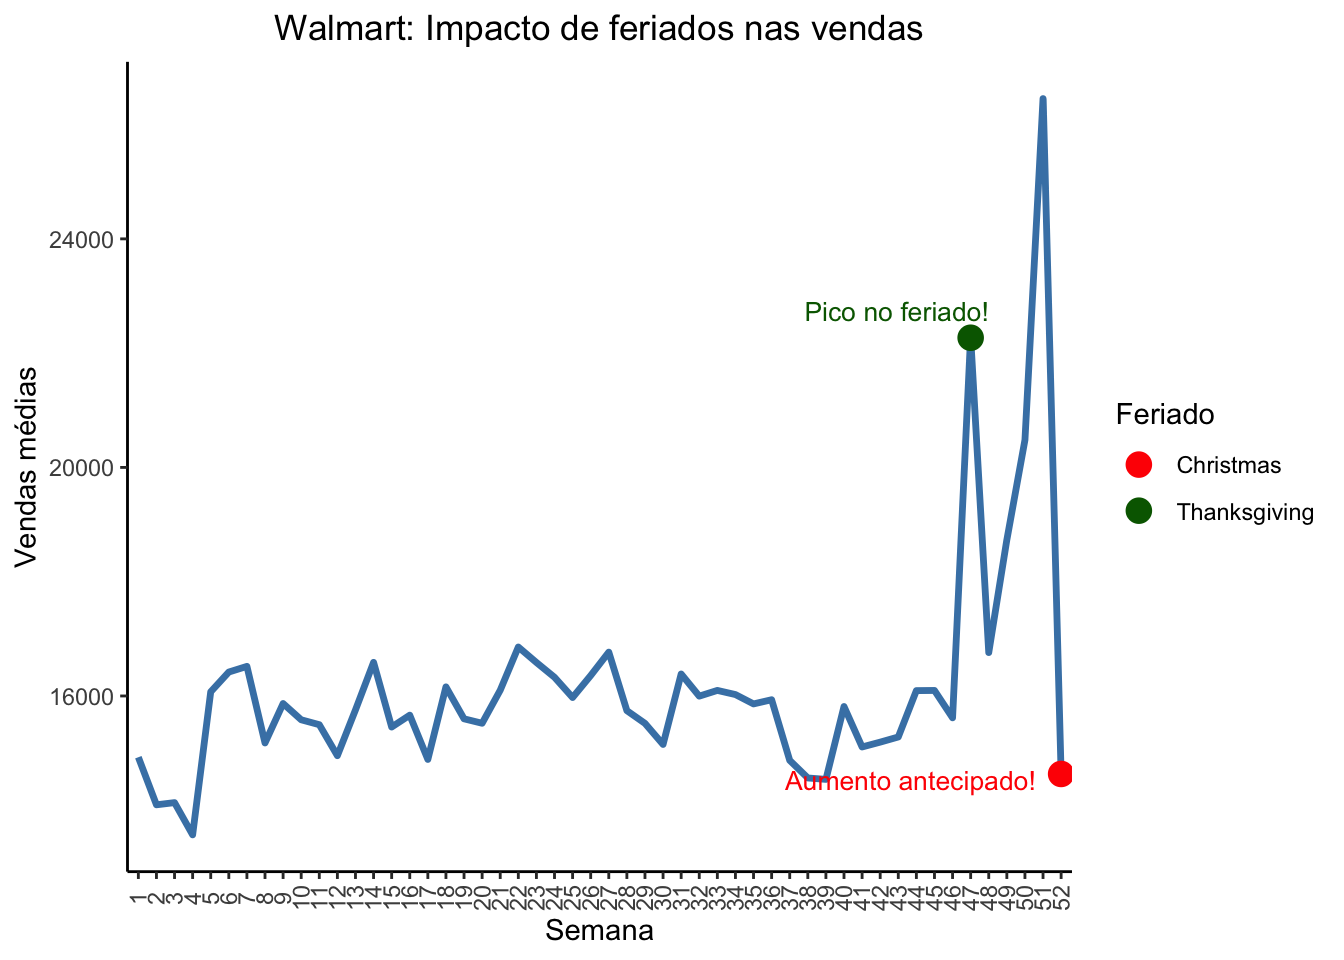 Walmart: Impacto de feriados nas vendas
Vendas médias
24000
20000
16000
Pico no feriado!
Aumento antecipado!
1 2 3 4 5 6 7 8 9 10 11 12 13 14 15 16 17 18 19 20 21 22 23 24 25 26 27 28 29 30 31 32 33 34 35 36 37 38 39 40 41 42 43 44 45 46 47 48 49 50 51 52
Semana
Feriado
Christmas
Thanksgiving